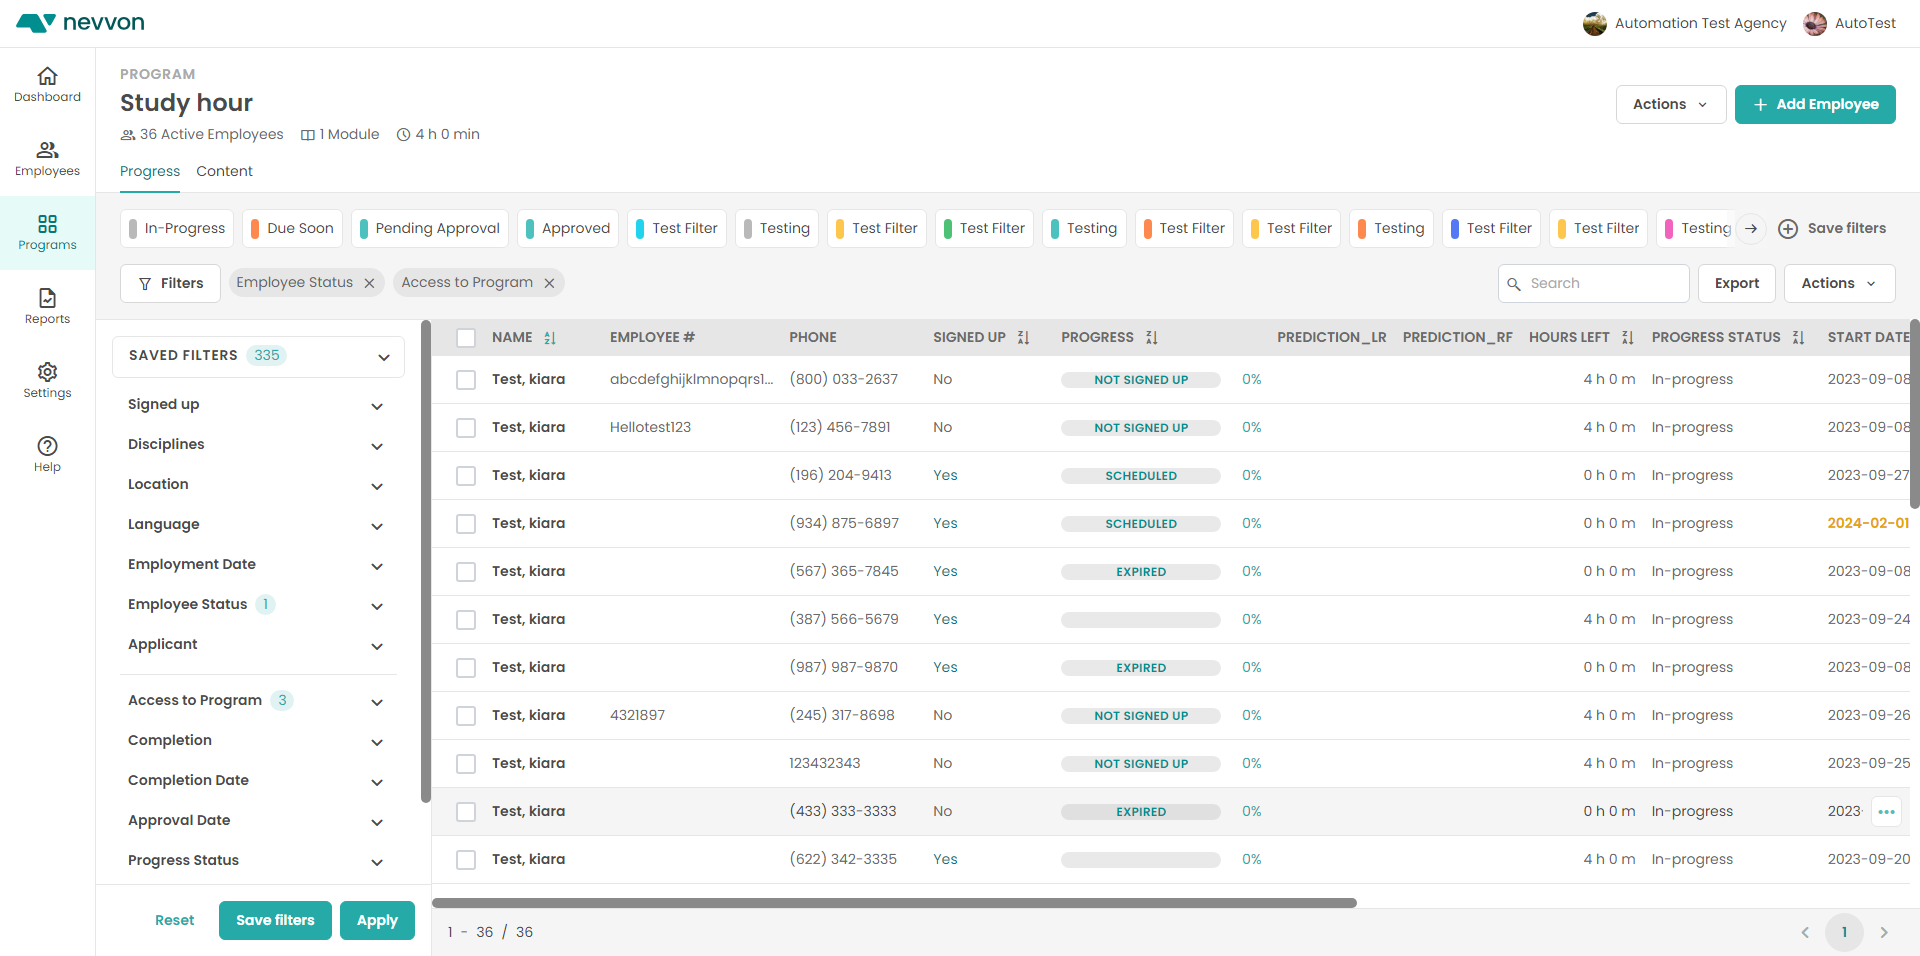 nevvon
Automation Test Agency
AutoTest
Dashboard
Employees
Programs
Reports
Settings
Help
PROGRAM
Study hour
36 Active Employees 1 Module 4 h 0 min
Actions
Add Employee
Progress Content
In-Progress Due Soon Pending Approval Approved Test Filter Testing Test Filter Test Filter Testing Test Filter Test Filter Testing Test Filter Test Filter Testing Save filters
Filters Employee Status Access to Program Search Export Actions
SAVED FILTERS 335
Signed up
Disciplines
Location
Language
Employment Date
Employee Status 1
Applicant
Access to Program 3
Completion
Completion Date
Approval Date
Progress Status
Reset Save filters Apply
NAME EMPLOYEE # PHONE SIGNED UP PROGRESS PREDICTION_LR PREDICTION_RF HOURS LEFT PROGRESS STATUS START DATE
Test, kiara abcdefghijklmnopqrs1... (800) 033-2637 No NOT SIGNED UP 0% 4 h 0 m In-progress 2023-09-08
Test, kiara Hellotest123 (123) 456-7891 No NOT SIGNED UP 0% 4 h 0 m In-progress 2023-09-08
Test, kiara (196) 204-9413 Yes SCHEDULED 0% 0 h 0 m In-progress 2023-09-27
Test, kiara (934) 875-6897 Yes SCHEDULED 0% 0 h 0 m In-progress 2024-02-01
Test, kiara (567) 365-7845 Yes EXPIRED 0% 0 h 0 m In-progress 2023-09-08
Test, kiara (387) 566-5679 Yes 0% 4 h 0 m In-progress 2023-09-24
Test, kiara (987) 987-9870 Yes EXPIRED 0% 0 h 0 m In-progress 2023-09-08
Test, kiara 4321897 (245) 317-8698 No NOT SIGNED UP 0% 4 h 0 m In-progress 2023-09-26
Test, kiara 123432343 No NOT SIGNED UP 0% 4 h 0 m In-progress 2023-09-25
Test, kiara (433) 333-3333 No EXPIRED 0% 0 h 0 m In-progress 2023-
Test, kiara (622) 342-3335 Yes 0% 4 h 0 m In-progress 2023-09-20
1 - 36 / 36
1